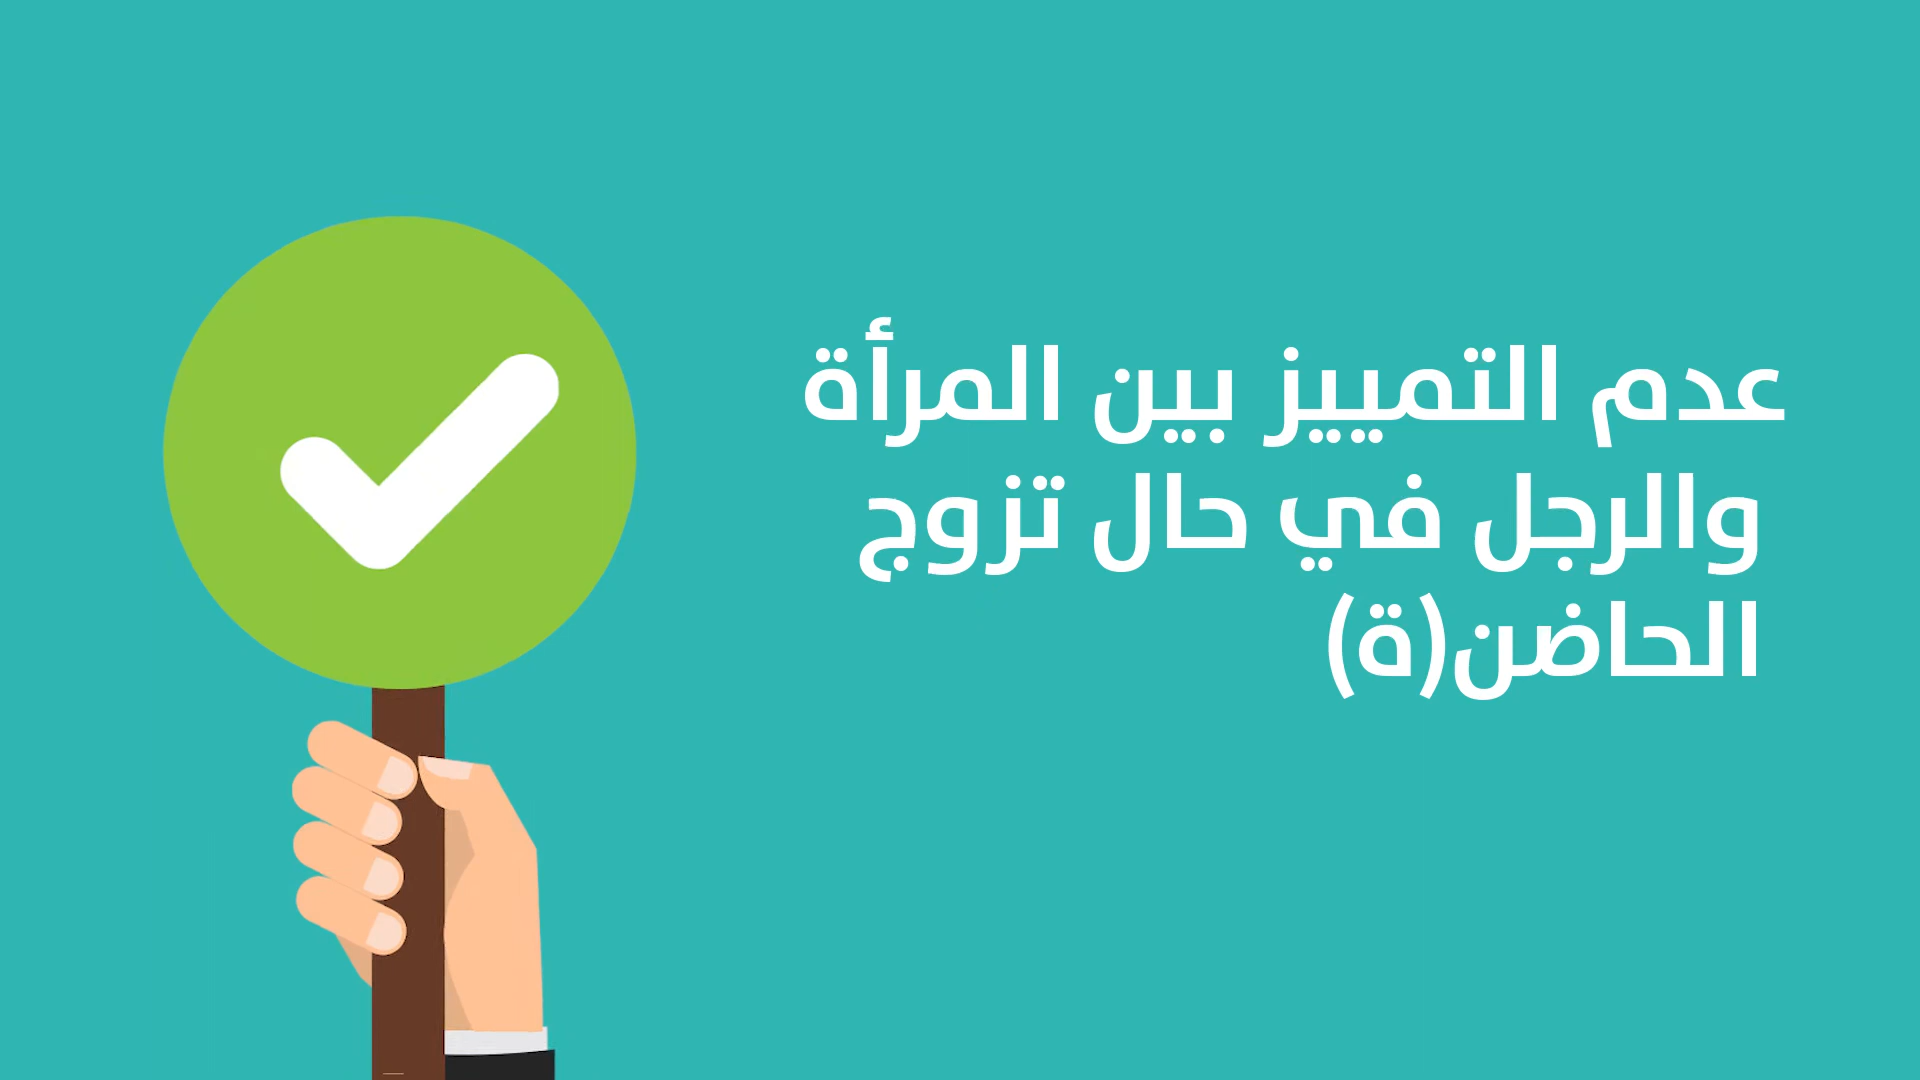 عدم التمييز بين المرأة
والرجل في حال تزوج
الحاضن(ة)